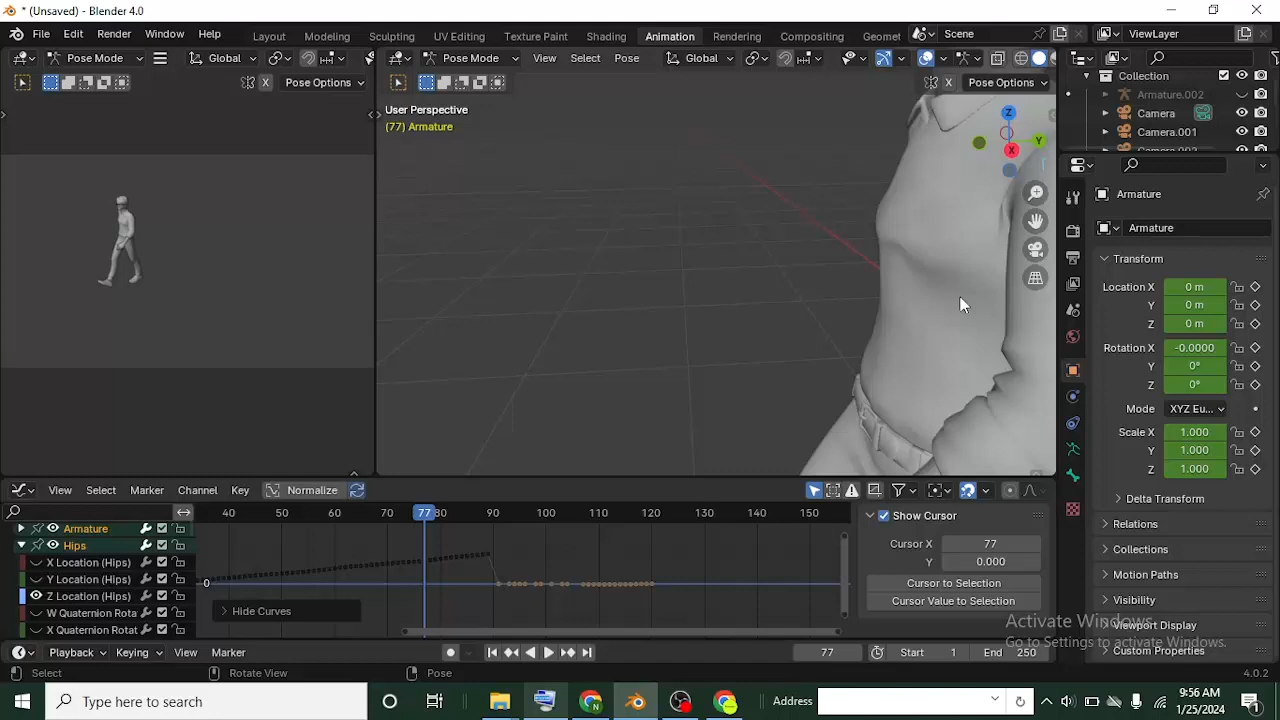 * (Unsaved) - Blender 4.0
File Edit Render Window Help
Layout Modeling Sculpting UV Editing Texture Paint Shading Animation Rendering Compositing Geomet
Scene ViewLayer
Pose Mode Global
Pose Mode View Select Pose Global
X Pose Options
X Pose Options
User Perspective
(77) Armature
Z
Y
X
Collection
Armature.002
Camera
Camera.001
Armature
Armature
Transform
Location X 0 m
Y 0 m
Z 0 m
Rotation X -0.0000
Y 0°
Z 0°
Mode XYZ Eu...
Scale X 1.000
Y 1.000
Z 1.000
Delta Transform
Relations
Collections
Motion Paths
Visibility
Viewport Display
Custom Properties
View Select Marker Channel Key Normalize
40 50 60 77 80 90 100 110 120 130 140 150
Armature
Hips
X Location (Hips)
Y Location (Hips)
Z Location (Hips)
W Quaternion Rota
X Quaternion Rotat
0
Hide Curves
Show Cursor
Cursor X 77
Y 0.000
Cursor to Selection
Cursor Value to Selection
Activate Windows
Go to Settings to activate Windows.
Playback Keying View Marker
77 Start 1 End 250
Select Rotate View Pose 4.0.2
Type here to search
Address
9:56 AM
1/25/2024